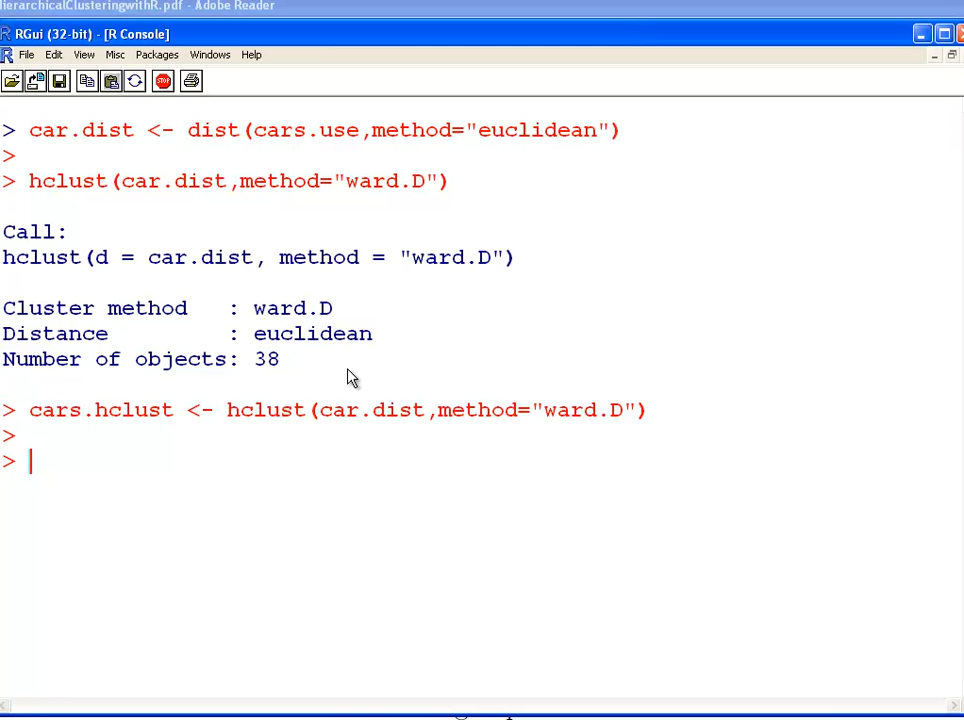 HierarchicalClusteringwithR.pdf - Adobe Reader
RGui (32-bit) - [R Console]
File Edit View Misc Packages Windows Help
STOP
> car.dist <- dist(cars.use,method="euclidean")
>
> hclust(car.dist,method="ward.D")
Call:
hclust(d = car.dist, method = "ward.D")
Cluster method   : ward.D
Distance         : euclidean
Number of objects: 38
> cars.hclust <- hclust(car.dist,method="ward.D")
>
>